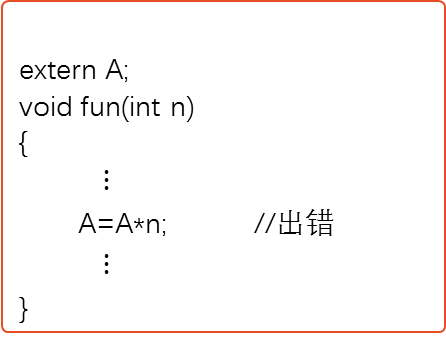 extern A;
void fun(int n)
{
⋮
A=A*n; //出错
⋮
}